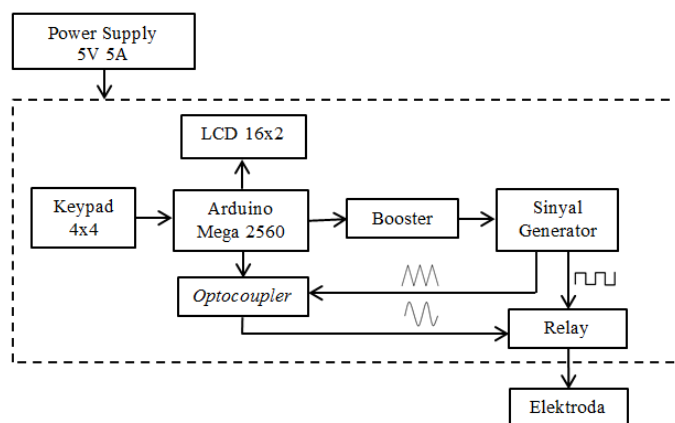 Power Supply
5V 5A
LCD 16x2
Keypad
4x4
Arduino
Mega 2560
Booster
Sinyal
Generator
Optocoupler
Relay
Elektroda